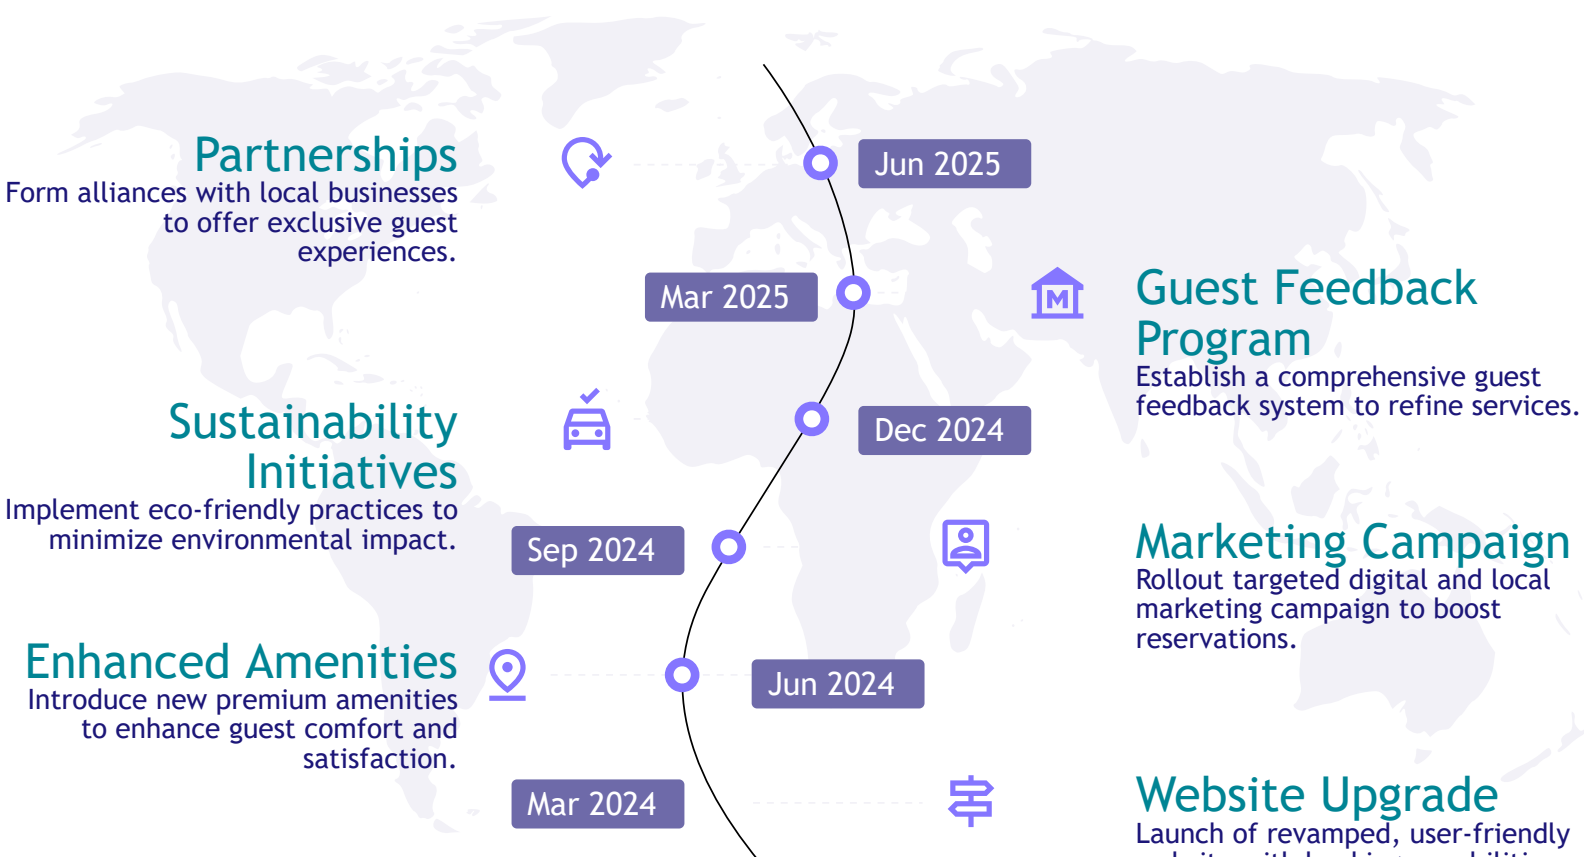 Partnerships
Form alliances with local businesses
to offer exclusive guest
experiences.
Jun 2025
Mar 2025
M
Guest Feedback
Program
Establish a comprehensive guest
feedback system to refine services.
Sustainability
Initiatives
Implement eco-friendly practices to
minimize environmental impact.
Dec 2024
Sep 2024
Marketing Campaign
Rollout targeted digital and local
marketing campaign to boost
reservations.
Enhanced Amenities
Introduce new premium amenities
to enhance guest comfort and
satisfaction.
Jun 2024
Mar 2024
Website Upgrade
Launch of revamped, user-friendly